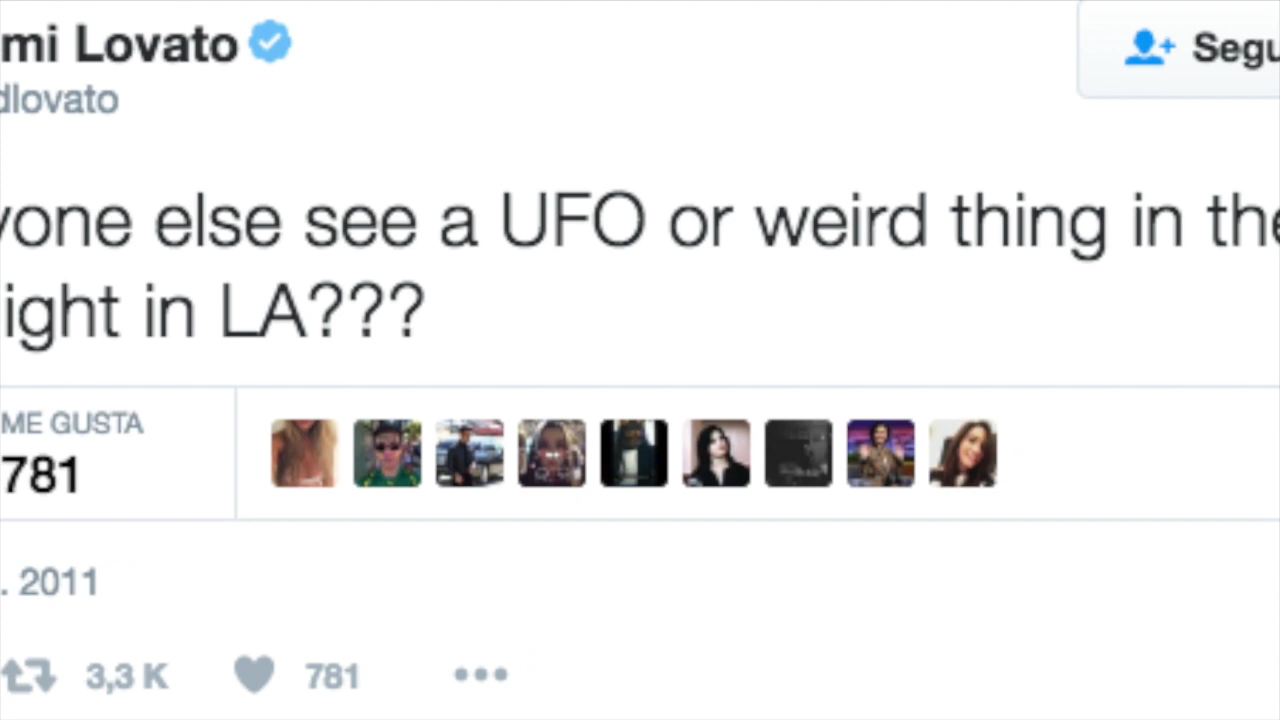 mi Lovato
dlovato
Segu
yone else see a UFO or weird thing in the
ight in LA???
ME GUSTA
781
. 2011
3,3 K
781